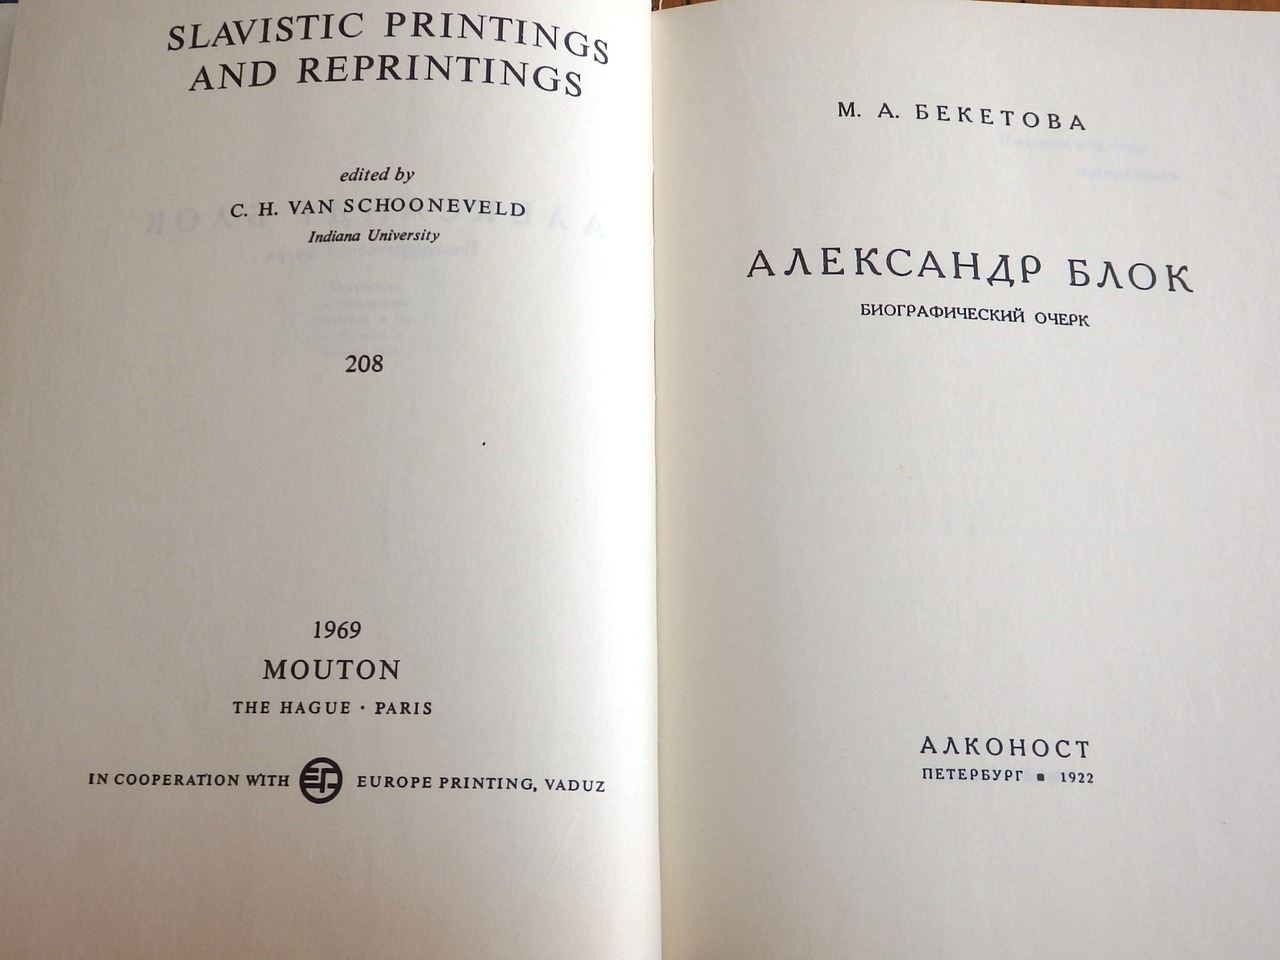 SLAVISTIC PRINTINGS
AND REPRINTINGS
edited by
C. H. VAN SCHOONEVELD
Indiana University
208
1969
MOUTON
THE HAGUE · PARIS
IN COOPERATION WITH EUROPE PRINTING, VADUZ
М. А. БЕКЕТОВА
АЛЕКСАНДР БЛОК
БИОГРАФИЧЕСКИЙ ОЧЕРК
АЛКОНОСТ
ПЕТЕРБУРГ ▪ 1922